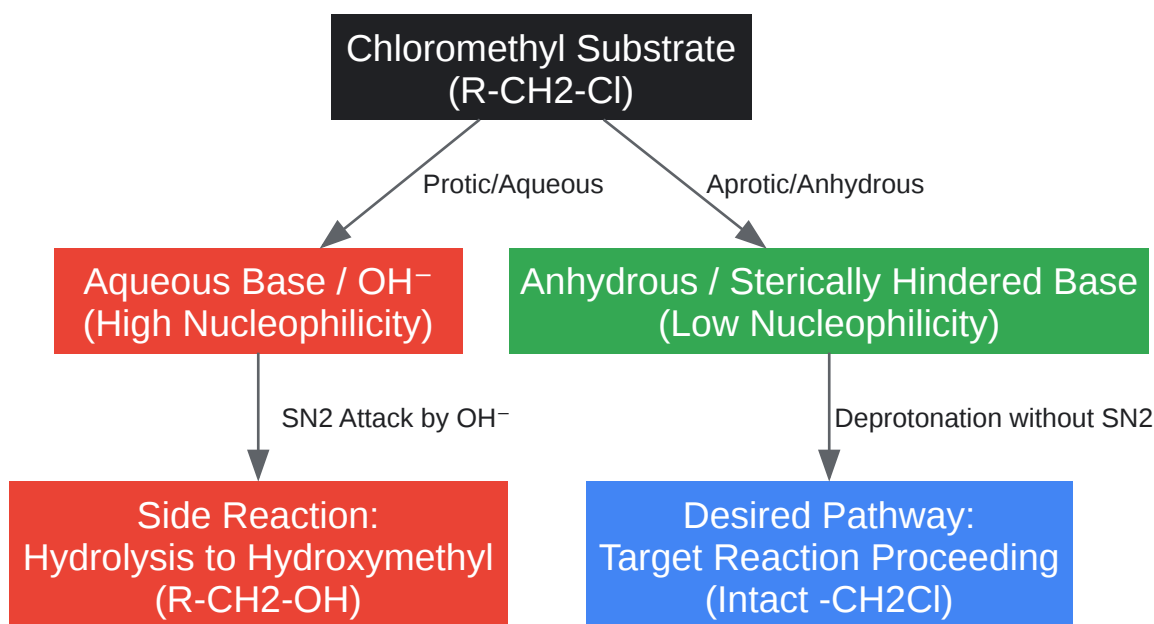 Chloromethyl Substrate
(R-CH2-Cl)
Protic/Aqueous
Aprotic/Anhydrous
Aqueous Base / OH⁻
(High Nucleophilicity)
Anhydrous / Sterically Hindered Base
(Low Nucleophilicity)
SN2 Attack by OH⁻
Deprotonation without SN2
Side Reaction:
Hydrolysis to Hydroxymethyl
(R-CH2-OH)
Desired Pathway:
Target Reaction Proceeding
(Intact -CH2Cl)